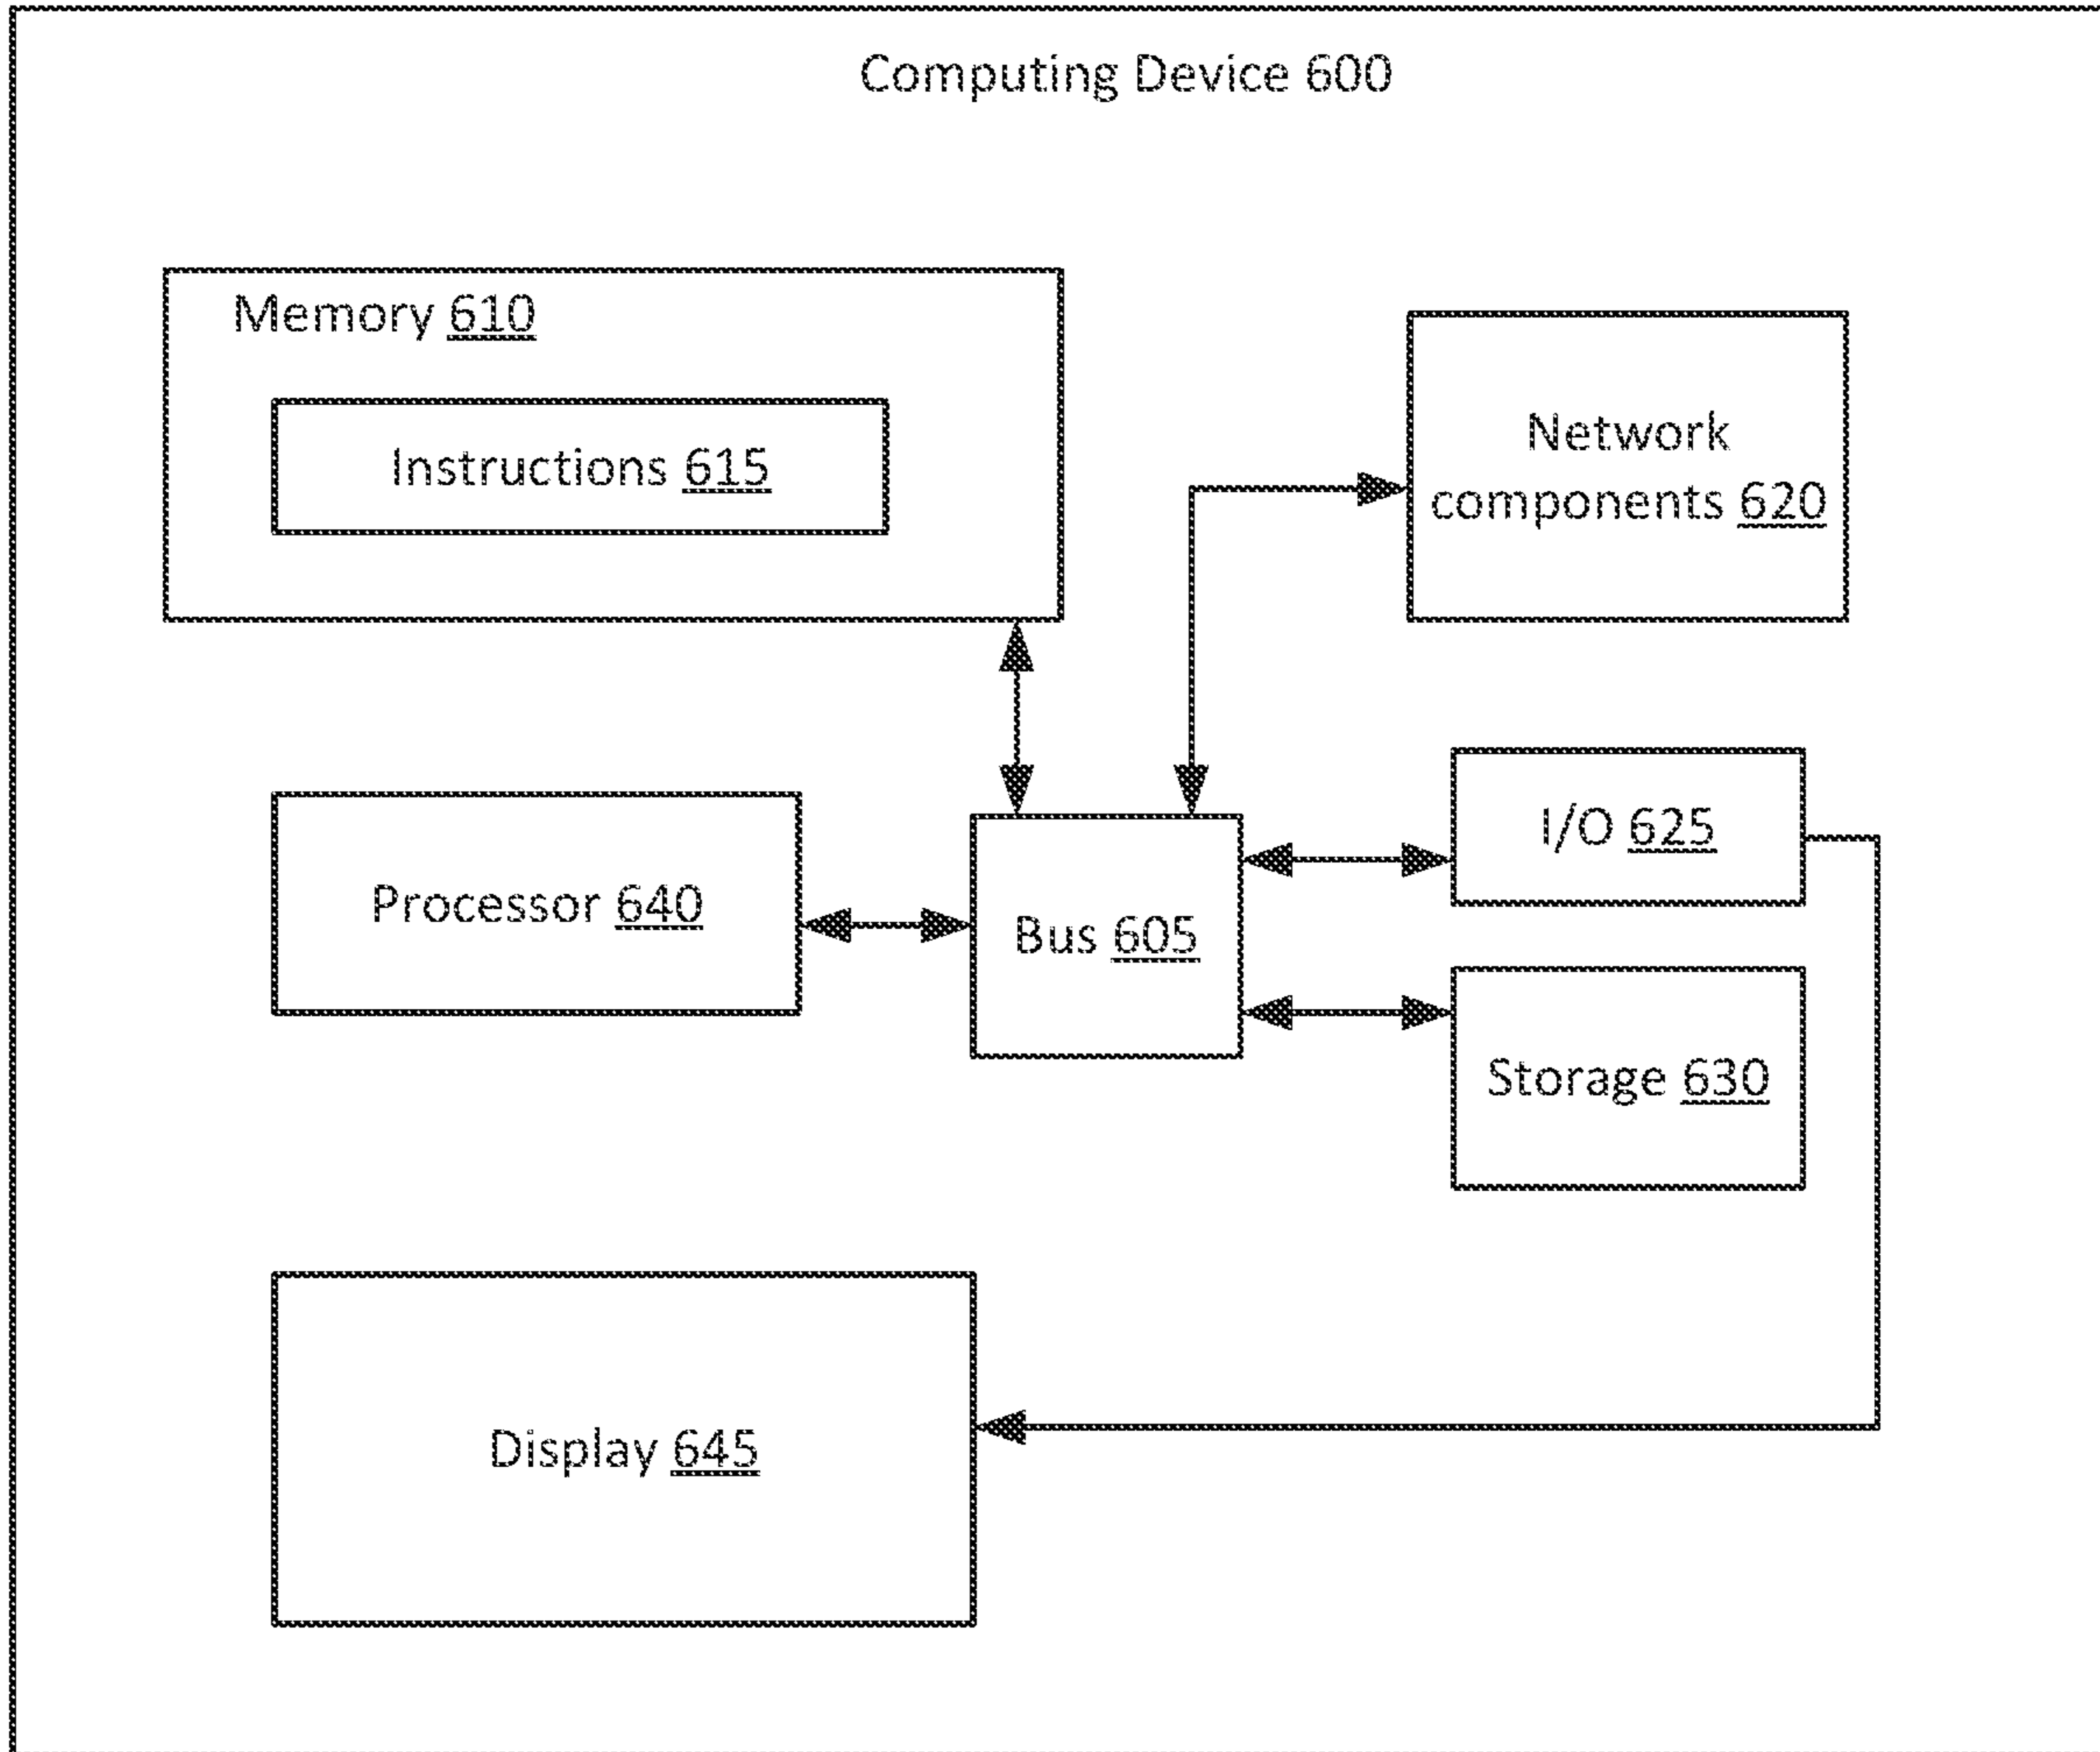 Computing Device 600
Memory 610
Instructions 615
Network
components 620
I/O 625
Processor 640
Bus 605
Storage 630
Display 645